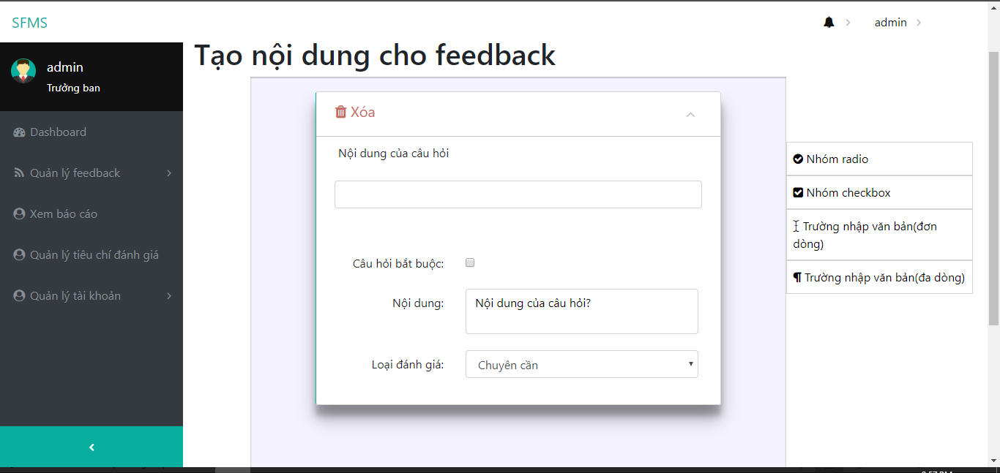 SFMS
admin
admin
Trưởng ban
Dashboard
Quản lý feedback
Xem báo cáo
Quản lý tiêu chí đánh giá
Quản lý tài khoản
Tạo nội dung cho feedback
Xóa
Nội dung của câu hỏi
Câu hỏi bắt buộc:
Nội dung:
Nội dung của câu hỏi?
Loại đánh giá:
Chuyên cần
Nhóm radio
Nhóm checkbox
Trường nhập văn bản(đơn
dòng)
Trường nhập văn bản(đa dòng)